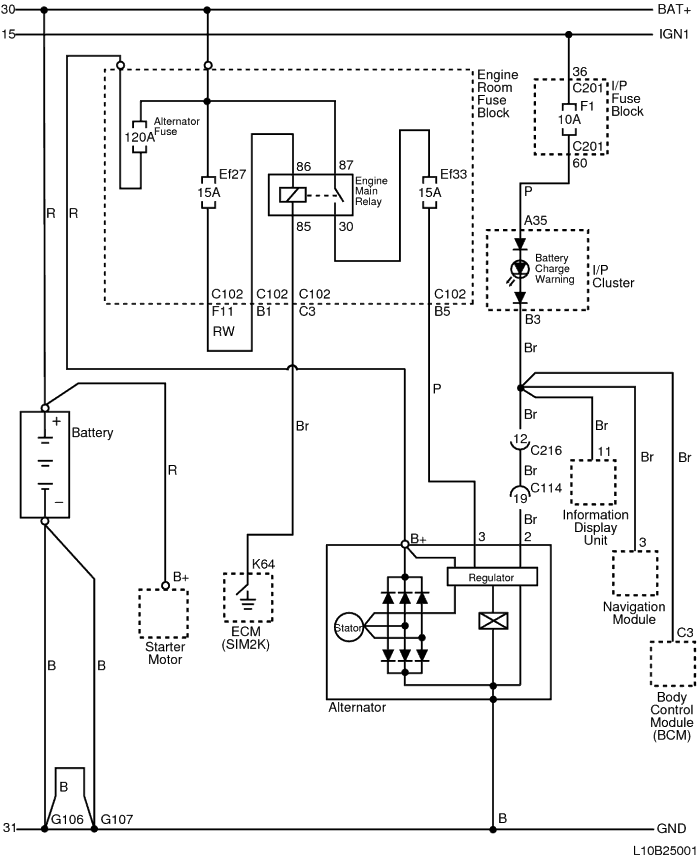 30
BAT+
15
IGN1
36
C201
I/P
Fuse
Block
F1
10A
C201
60
Engine
Room
Fuse
Block
Alternator
Fuse
120A
Ef27
15A
86
87
Engine
Main
Relay
85
30
Ef33
15A
P
A35
R
R
Battery
Charge
Warning
I/P
Cluster
C102
C102
C102
C102
F11
B1
C3
B5
RW
B3
Br
P
+
Battery
–
Br
Br
12
C216
Br
C114
19
Br
Br
11
Br
Br
R
Information
Display
Unit
B+
3
2
3
K64
B+
Regulator
Stator
Navigation
Module
Starter
Motor
ECM
(SIM2K)
C3
B
B
Alternator
Body
Control
Module
(BCM)
B
G106
G107
B
31
GND
L10B25001